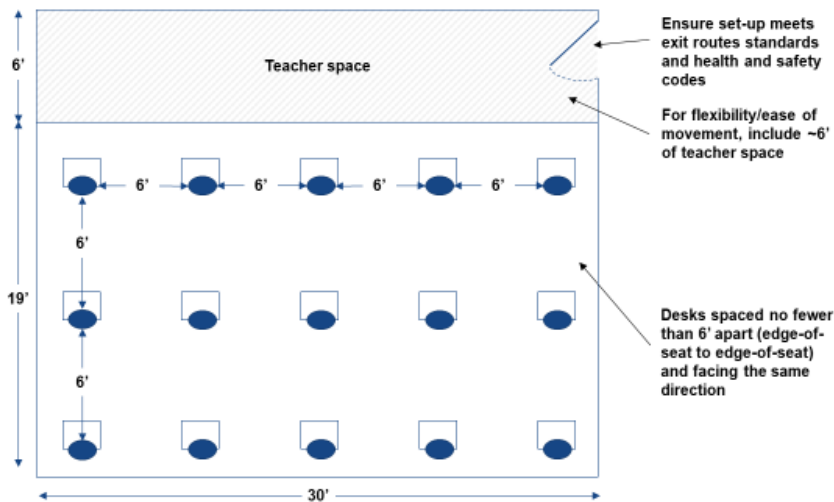 Ensure set-up meets
exit routes standards
and health and safety
codes
6’
Teacher space
For flexibility/ease of
movement, include ~6’
of teacher space
6’
6’
6’
6’
6’
19’
Desks spaced no fewer
than 6’ apart (edge-of-
seat to edge-of-seat)
and facing the same
direction
6’
30’